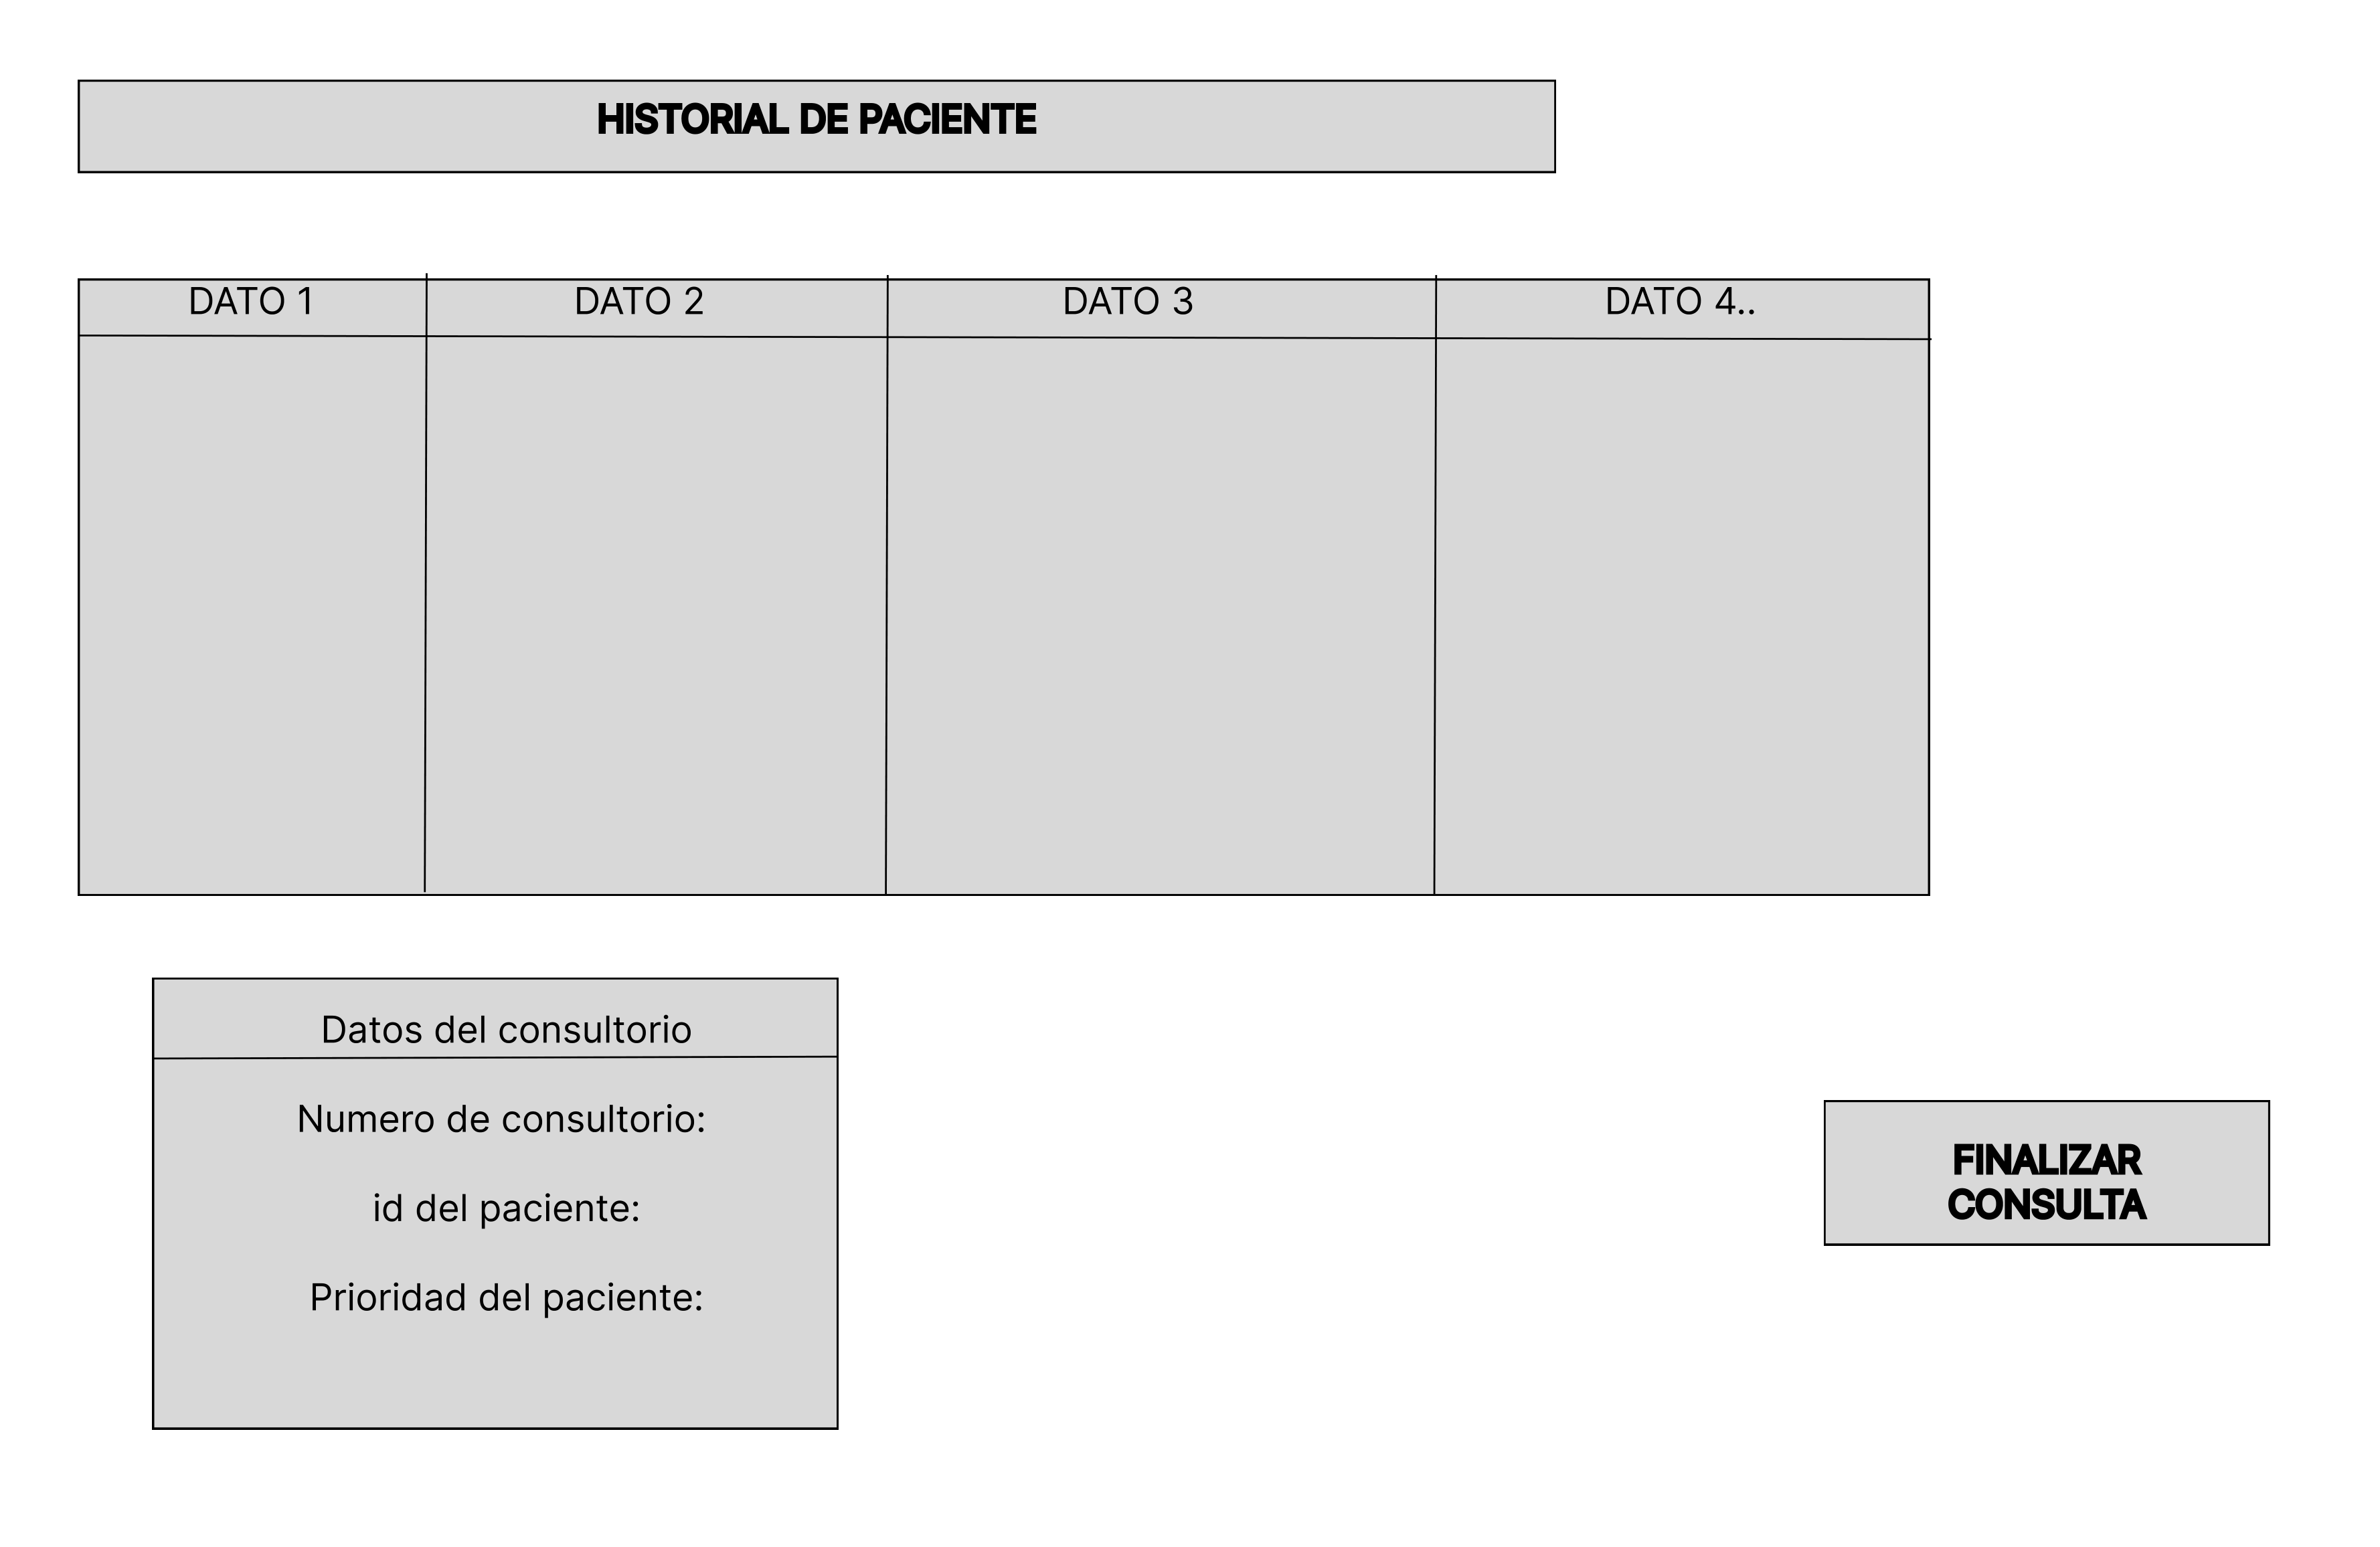 HISTORIAL DE PACIENTE
DATO 1
DATO 2
DATO 3
DATO 4..
Datos del consultorio
Numero de consultorio:
id del paciente:
Prioridad del paciente:
FINALIZAR
CONSULTA